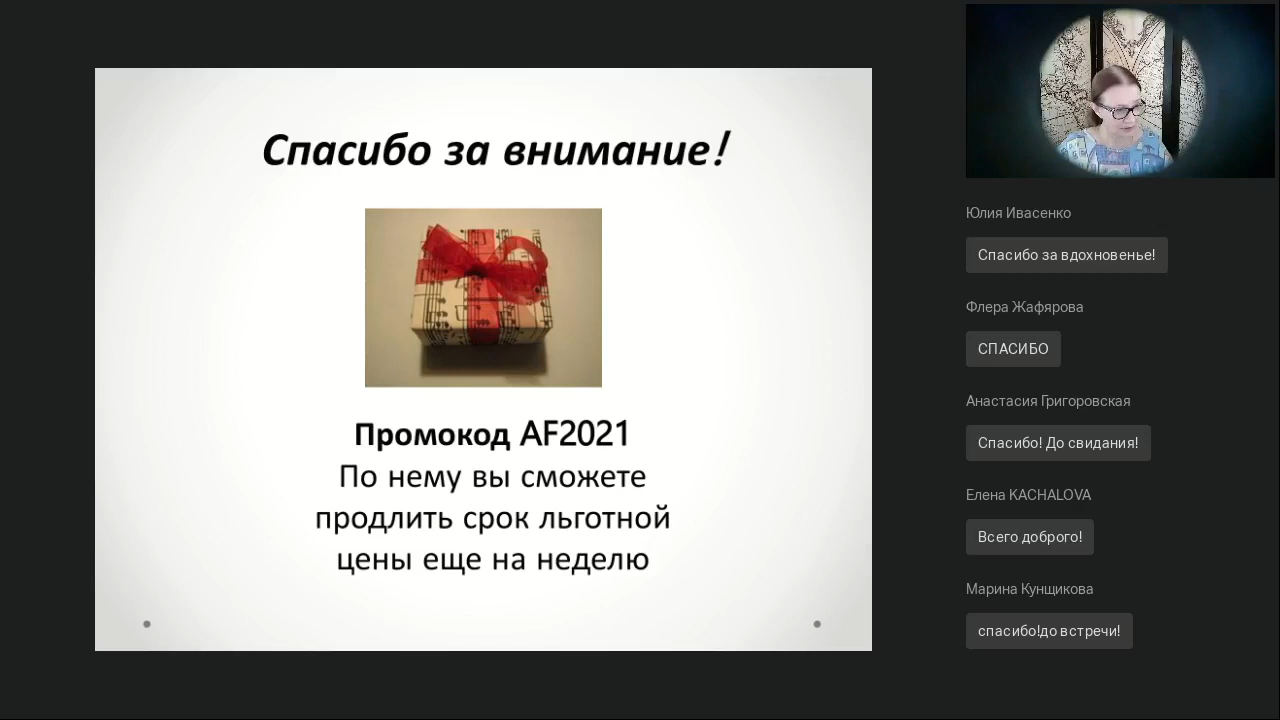 Спасибо за внимание!
Промокод AF2021
По нему вы сможете
продлить срок льготной
цены еще на неделю
Юлия Ивасенко
Спасибо за вдохновенье!
Флера Жафярова
СПАСИБО
Анастасия Григоровская
Спасибо! До свидания!
Елена KACHALOVA
Всего доброго!
Марина Кунщикова
спасибо!до встречи!